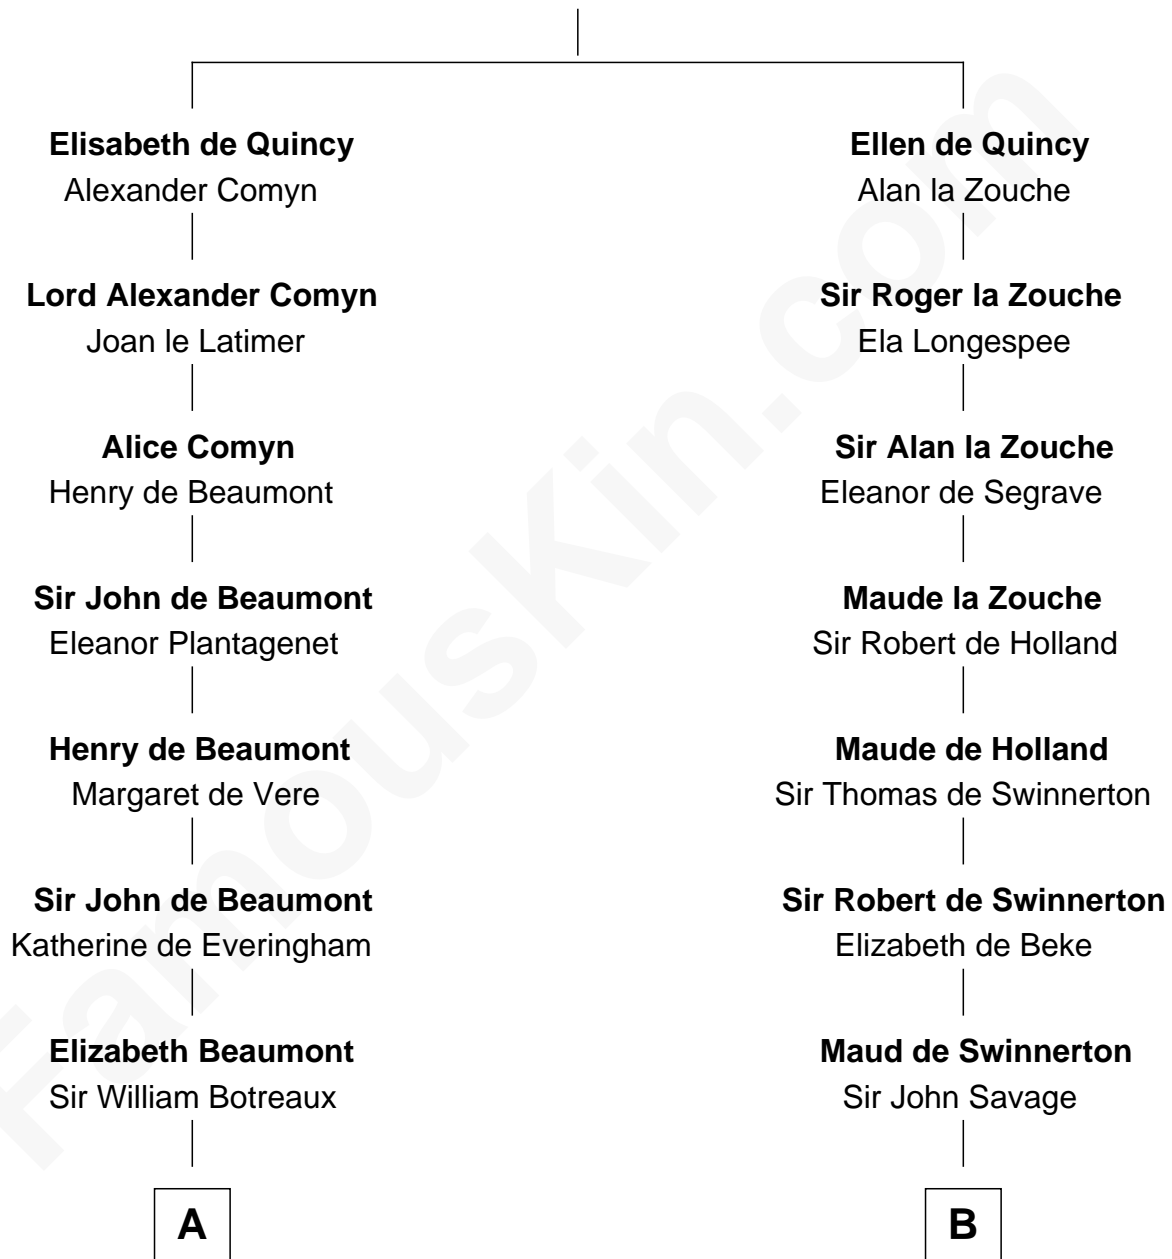 Elisabeth de Quincy
Alexander Comyn
Lord Alexander Comyn
Joan le Latimer
Alice Comyn
Henry de Beaumont
Sir John de Beaumont
Eleanor Plantagenet
Henry de Beaumont
Margaret de Vere
Sir John de Beaumont
Katherine de Everingham
Elizabeth Beaumont
Sir William Botreaux
A
Ellen de Quincy
Alan la Zouche
Sir Roger la Zouche
Ela Longespee
Sir Alan la Zouche
Eleanor de Segrave
Maude la Zouche
Sir Robert de Holland
Maude de Holland
Sir Thomas de Swinnerton
Sir Robert de Swinnerton
Elizabeth de Beke
Maud de Swinnerton
Sir John Savage
B
FamousKin.com